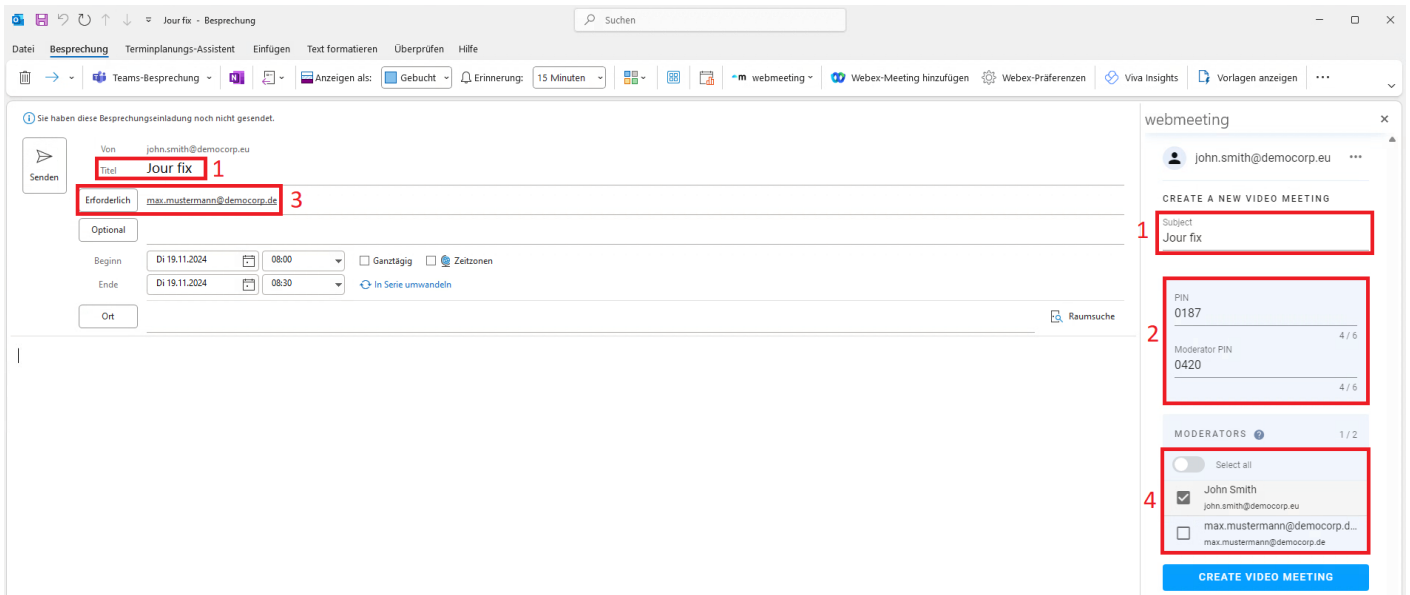 Jour fix - Besprechung
Suchen
Datei Besprechung Terminplanungs-Assistent Einfügen Text formatieren Überprüfen Hilfe
Teams-Besprechung Anzeigen als: Gebucht Erinnerung: 15 Minuten webmeeting Webex-Meeting hinzufügen Webex-Präferenzen Viva Insights Vorlagen anzeigen ...
Sie haben diese Besprechungseinladung noch nicht gesendet.
Senden
Von john.smith@democorp.eu
Titel Jour fix 1
Erforderlich max.mustermann@democorp.de 3
Optional
Beginn Di 19.11.2024 08:00 Ganztägig Zeitzonen
Ende Di 19.11.2024 08:30 In Serie umwandeln
Ort Raumsuche
webmeeting
john.smith@democorp.eu ...
CREATE A NEW VIDEO MEETING
1
Subject
Jour fix
2
PIN
0187
4 / 6
Moderator PIN
0420
4 / 6
MODERATORS ? 1 / 2
Select all
4
John Smith
john.smith@democorp.eu
max.mustermann@democorp.d...
max.mustermann@democorp.de
CREATE VIDEO MEETING